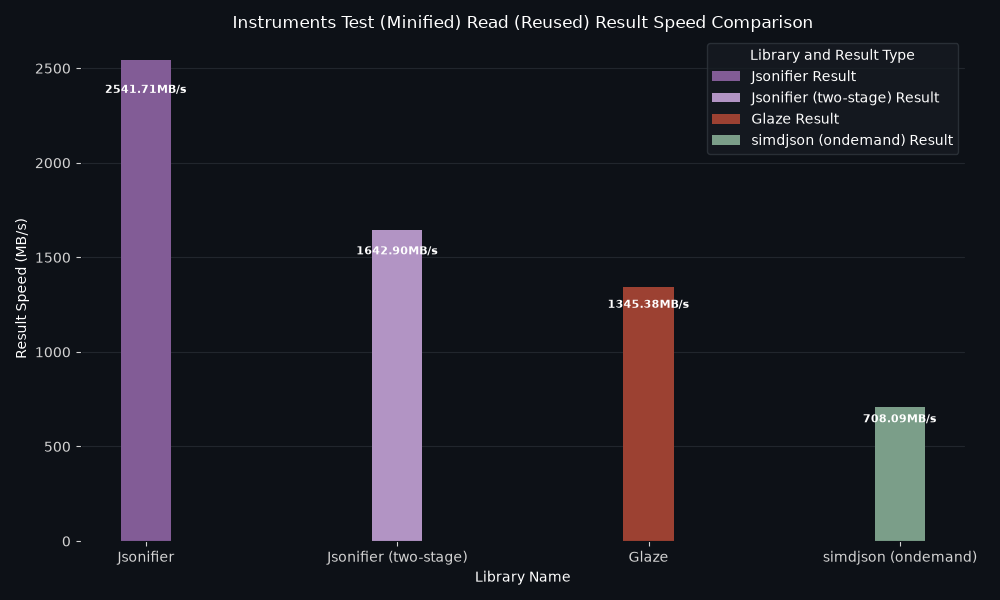 Instruments Test (Minified) Read (Reused) Result Speed Comparison
Library and Result Type
Jsonifier Result
Jsonifier (two-stage) Result
Glaze Result
simdjson (ondemand) Result
Result Speed (MB/s)
2500
2000
1500
1000
500
0
2541.71MB/s
1642.90MB/s
1345.38MB/s
708.09MB/s
Jsonifier
Jsonifier (two-stage)
Glaze
simdjson (ondemand)
Library Name